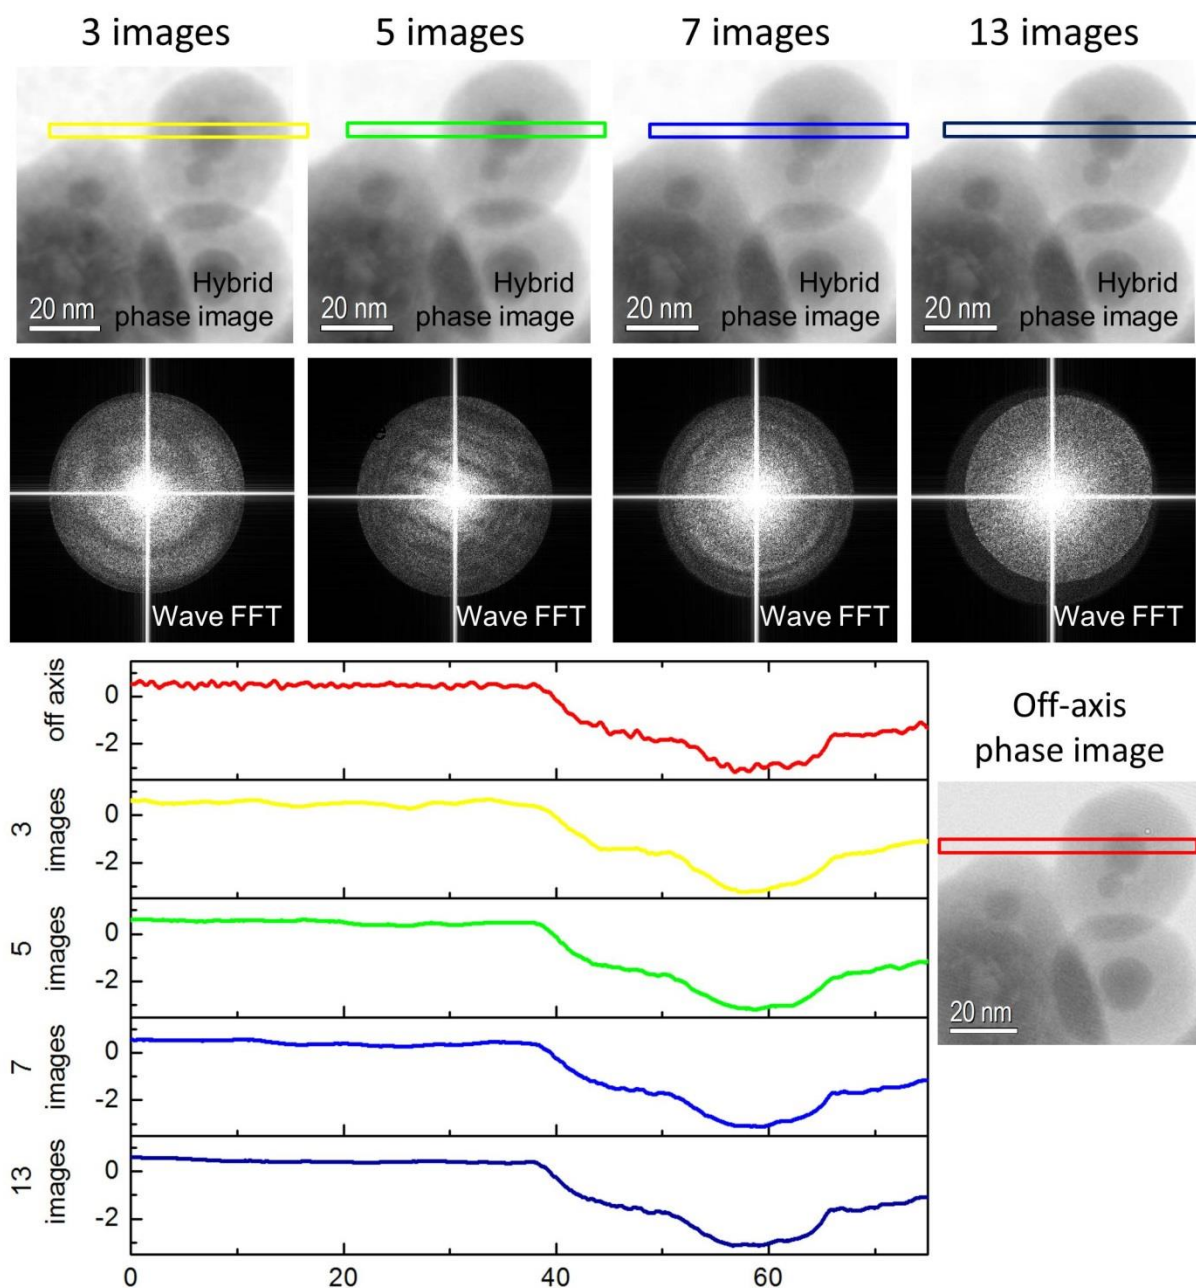 3 images
5 images
7 images
13 images
Hybrid
phase image
20 nm
Hybrid
phase image
20 nm
Hybrid
phase image
20 nm
Hybrid
phase image
20 nm
Wave FFT
Wave FFT
Wave FFT
Wave FFT
off axis
0
-2
3
images
0
-2
5
images
0
-2
7
images
0
-2
13
images
0
-2
0
20
40
60
Off-axis
phase image
20 nm